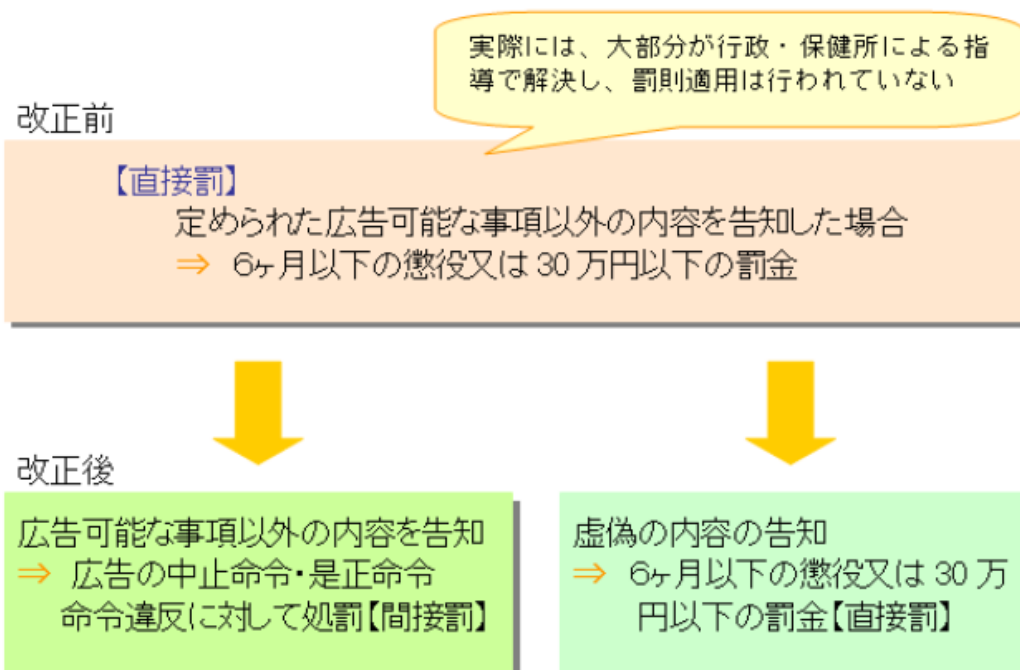 実際には、大部分が行政・保健所による指
導で解決し、罰則適用は行われていない
改正前
【直接罰】
定められた広告可能な事項以外の内容を告知した場合
⇒ 6ヶ月以下の懲役又は 30 万円以下の罰金
改正後
広告可能な事項以外の内容を告知
⇒ 広告の中止命令・是正命令
命令違反に対して処罰【間接罰】
虚偽の内容の告知
⇒ 6ヶ月以下の懲役又は 30 万
円以下の罰金【直接罰】